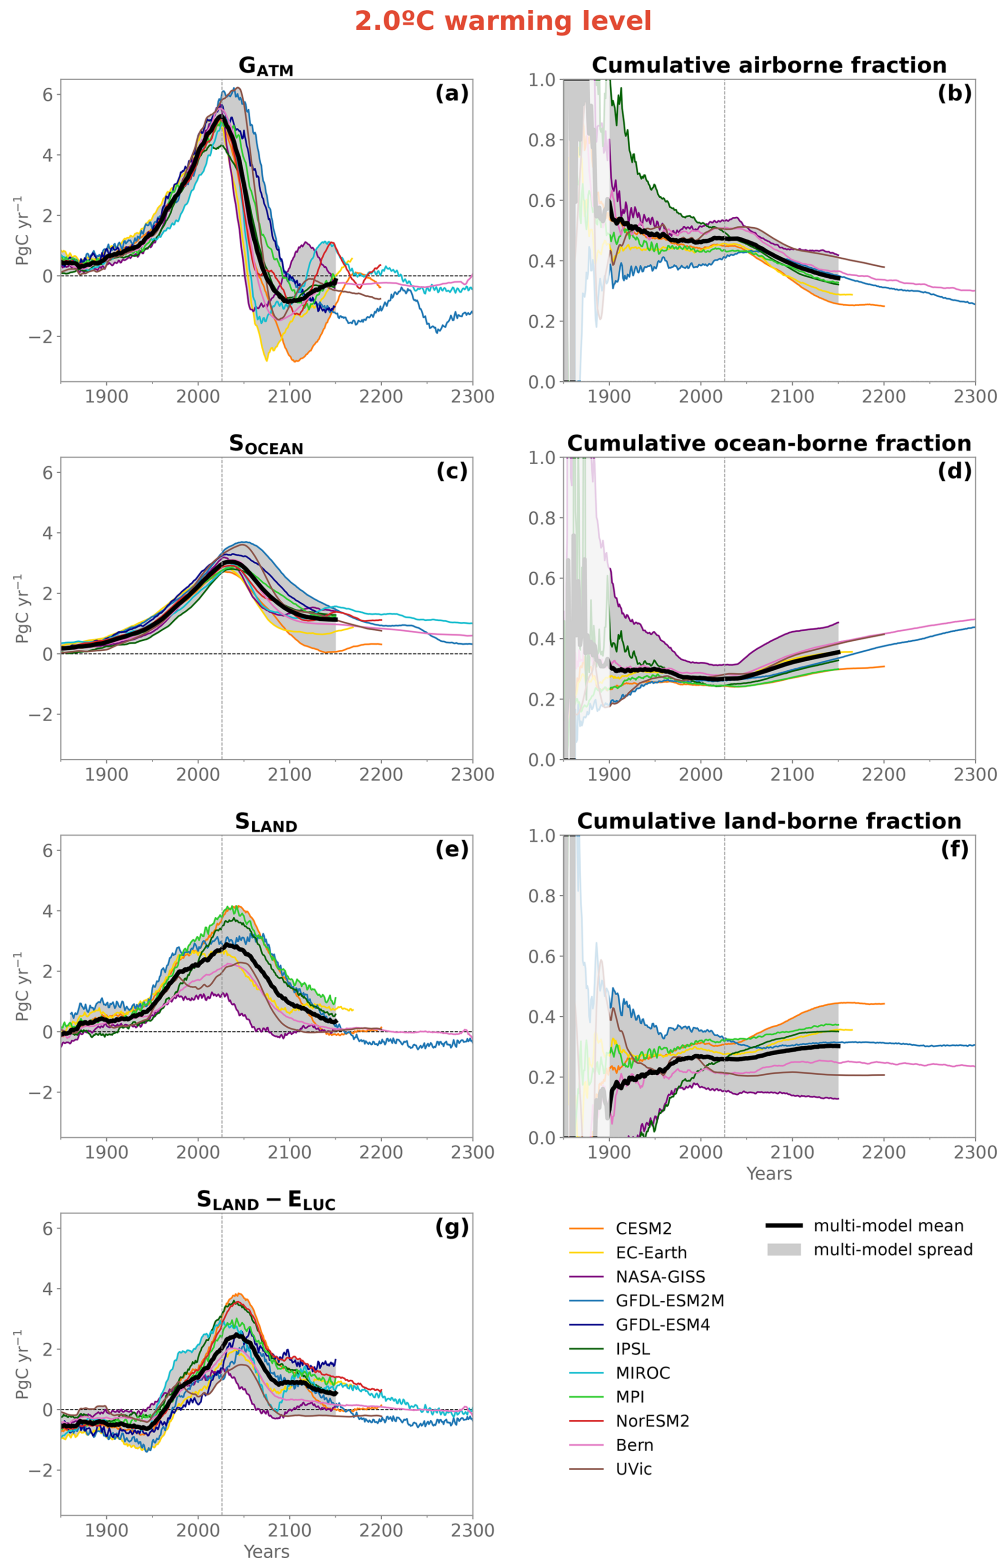 2.0ºC warming level
G_ATM
(a)
PgC yr⁻¹
6
4
2
0
−2
1900 2000 2100 2200 2300
Cumulative airborne fraction
(b)
1.0
0.8
0.6
0.4
0.2
0.0
1900 2000 2100 2200 2300
S_OCEAN
(c)
PgC yr⁻¹
6
4
2
0
−2
1900 2000 2100 2200 2300
Cumulative ocean-borne fraction
(d)
1.0
0.8
0.6
0.4
0.2
0.0
1900 2000 2100 2200 2300
S_LAND
(e)
PgC yr⁻¹
6
4
2
0
−2
1900 2000 2100 2200 2300
Cumulative land-borne fraction
(f)
1.0
0.8
0.6
0.4
0.2
0.0
1900 2000 2100 2200 2300
Years
S_LAND − E_LUC
(g)
PgC yr⁻¹
6
4
2
0
−2
1900 2000 2100 2200 2300
Years
CESM2
EC-Earth
NASA-GISS
GFDL-ESM2M
GFDL-ESM4
IPSL
MIROC
MPI
NorESM2
Bern
UVic
multi-model mean
multi-model spread